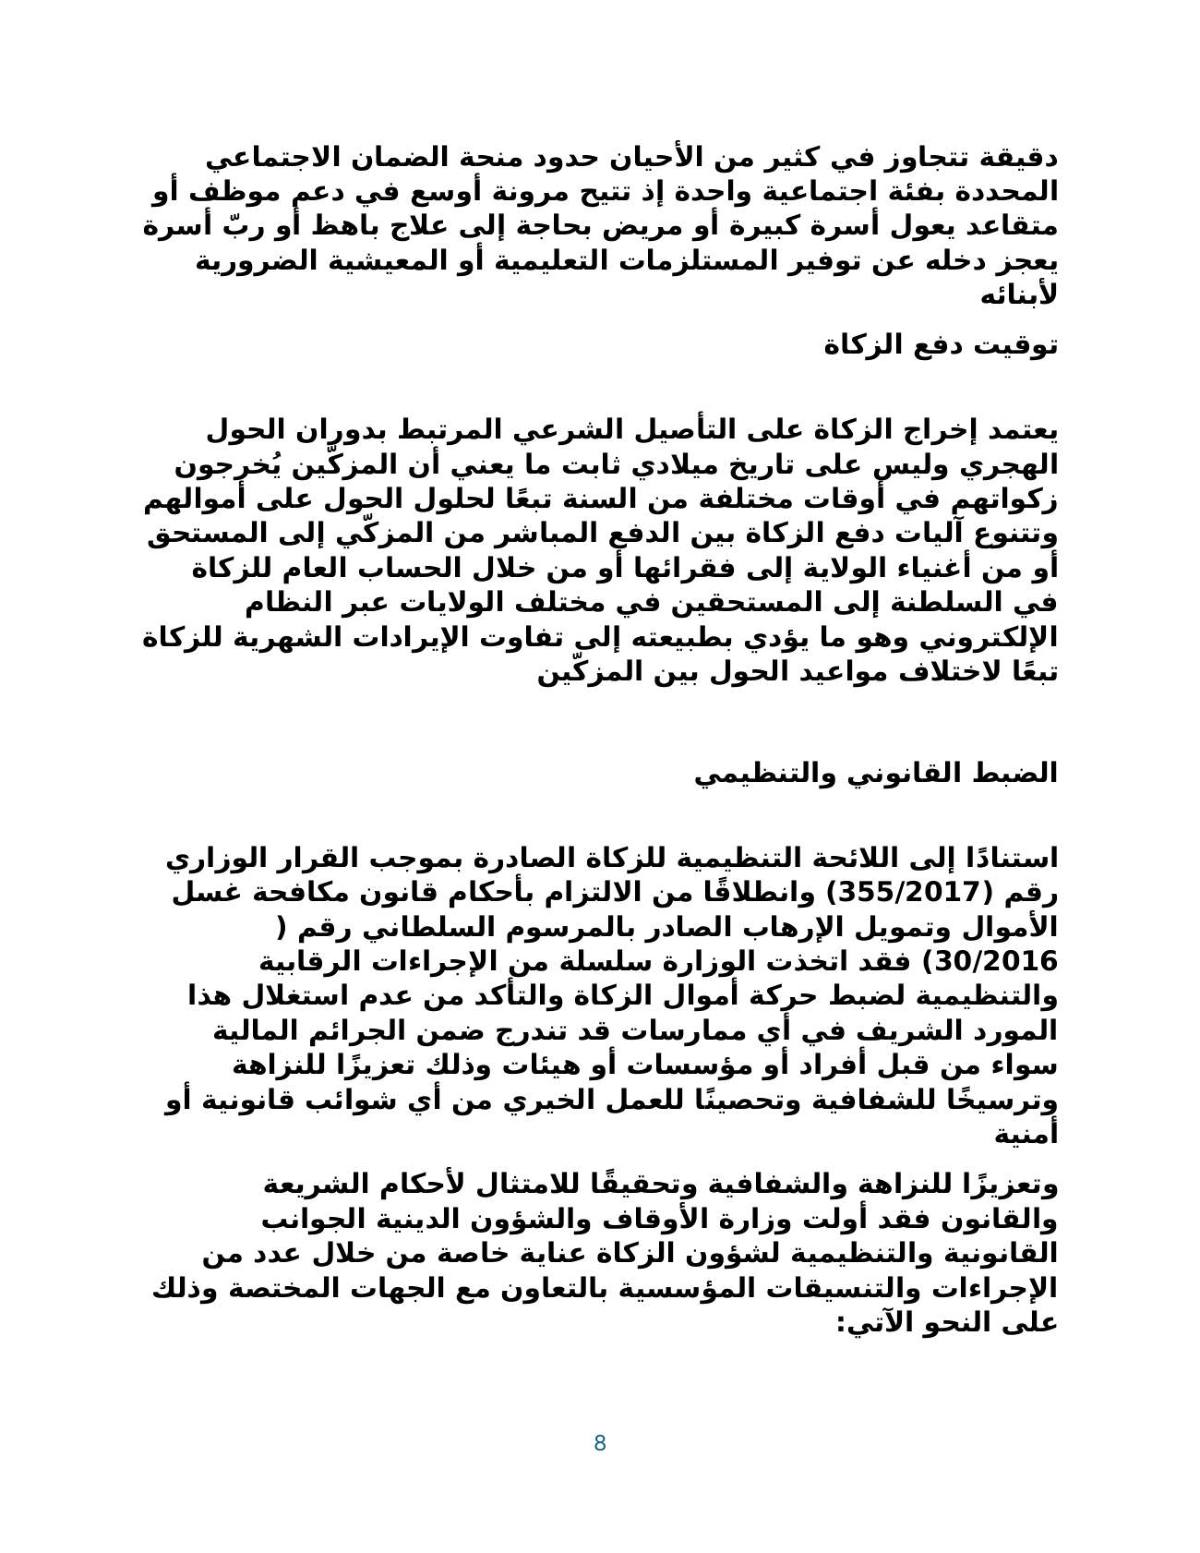 دقيقة تتجاوز في كثير من الأحيان حدود منحة الضمان الاجتماعي
المحددة بفئة اجتماعية واحدة إذ تتيح مرونة أوسع في دعم موظف أو
متقاعد يعول أسرة كبيرة أو مريض بحاجة إلى علاج باهظ أو ربّ أسرة
يعجز دخله عن توفير المستلزمات التعليمية أو المعيشية الضرورية
لأبنائه
توقيت دفع الزكاة
يعتمد إخراج الزكاة على التأصيل الشرعي المرتبط بدوران الحول
الهجري وليس على تاريخ ميلادي ثابت ما يعني أن المزكّين يُخرجون
زكواتهم في أوقات مختلفة من السنة تبعًا لحلول الحول على أموالهم
وتتنوع آليات دفع الزكاة بين الدفع المباشر من المزكّي إلى المستحق
أو من أغنياء الولاية إلى فقرائها أو من خلال الحساب العام للزكاة
في السلطنة إلى المستحقين في مختلف الولايات عبر النظام
الإلكتروني وهو ما يؤدي بطبيعته إلى تفاوت الإيرادات الشهرية للزكاة
تبعًا لاختلاف مواعيد الحول بين المزكّين
الضبط القانوني والتنظيمي
استنادًا إلى اللائحة التنظيمية للزكاة الصادرة بموجب القرار الوزاري
رقم (355/2017) وانطلاقًا من الالتزام بأحكام قانون مكافحة غسل
الأموال وتمويل الإرهاب الصادر بالمرسوم السلطاني رقم (
30/2016) فقد اتخذت الوزارة سلسلة من الإجراءات الرقابية
والتنظيمية لضبط حركة أموال الزكاة والتأكد من عدم استغلال هذا
المورد الشريف في أي ممارسات قد تندرج ضمن الجرائم المالية
سواء من قبل أفراد أو مؤسسات أو هيئات وذلك تعزيزًا للنزاهة
وترسيخًا للشفافية وتحصينًا للعمل الخيري من أي شوائب قانونية أو
أمنية
وتعزيزًا للنزاهة والشفافية وتحقيقًا للامتثال لأحكام الشريعة
والقانون فقد أولت وزارة الأوقاف والشؤون الدينية الجوانب
القانونية والتنظيمية لشؤون الزكاة عناية خاصة من خلال عدد من
الإجراءات والتنسيقات المؤسسية بالتعاون مع الجهات المختصة وذلك
على النحو الآتي:
8